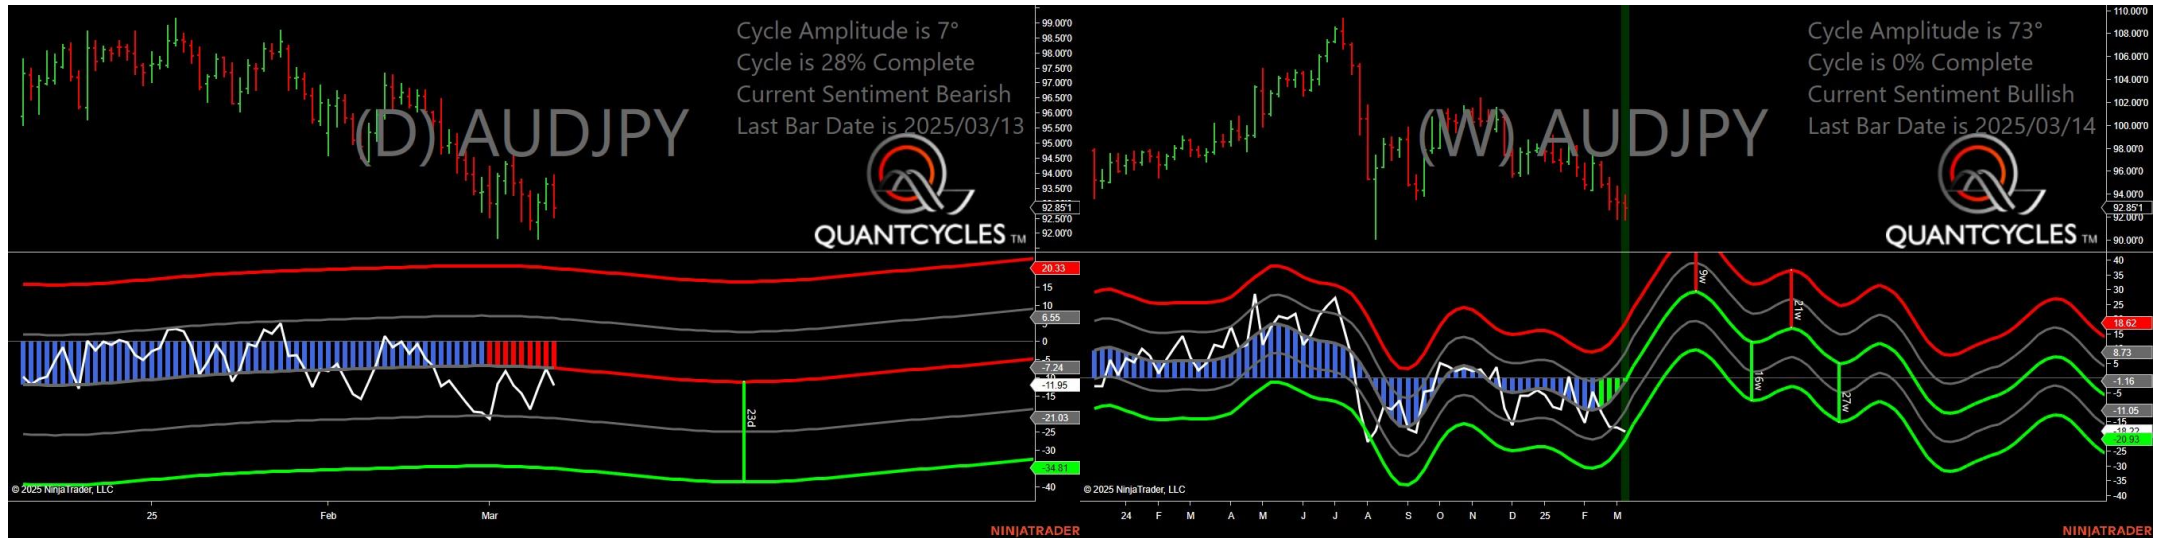 Cycle Amplitude is 7°
Cycle is 28% Complete
Current Sentiment Bearish
Last Bar Date is 2025/03/13
(D) AUDJPY
QUANTCYCLES TM
99.00'0
98.50'0
98.00'0
97.50'0
97.00'0
96.50'0
96.00'0
95.50'0
95.00'0
94.50'0
94.00'0
93.50'0
92.85'1
92.50'0
92.00'0
20.33
15
10
6.55
0
-5
-7.24
-11.95
-15
-21.03
-25
-30
-34.81
-40
23d
© 2025 NinjaTrader, LLC
25
Feb
Mar
NINJATRADER
Cycle Amplitude is 73°
Cycle is 0% Complete
Current Sentiment Bullish
Last Bar Date is 2025/03/14
(W) AUDJPY
QUANTCYCLES TM
110.00'0
108.00'0
106.00'0
104.00'0
102.00'0
100.00'0
98.00'0
96.00'0
94.00'0
92.85'1
92.00'0
90.00'0
40
35
30
25
18.62
15
8.73
5
-1.16
-5
-11.05
-15
-18.22
-20.93
-25
-30
-35
-40
9w
21w
16w
27w
© 2025 NinjaTrader, LLC
24
F
M
A
M
J
J
A
S
O
N
D
25
F
M
NINJATRADER